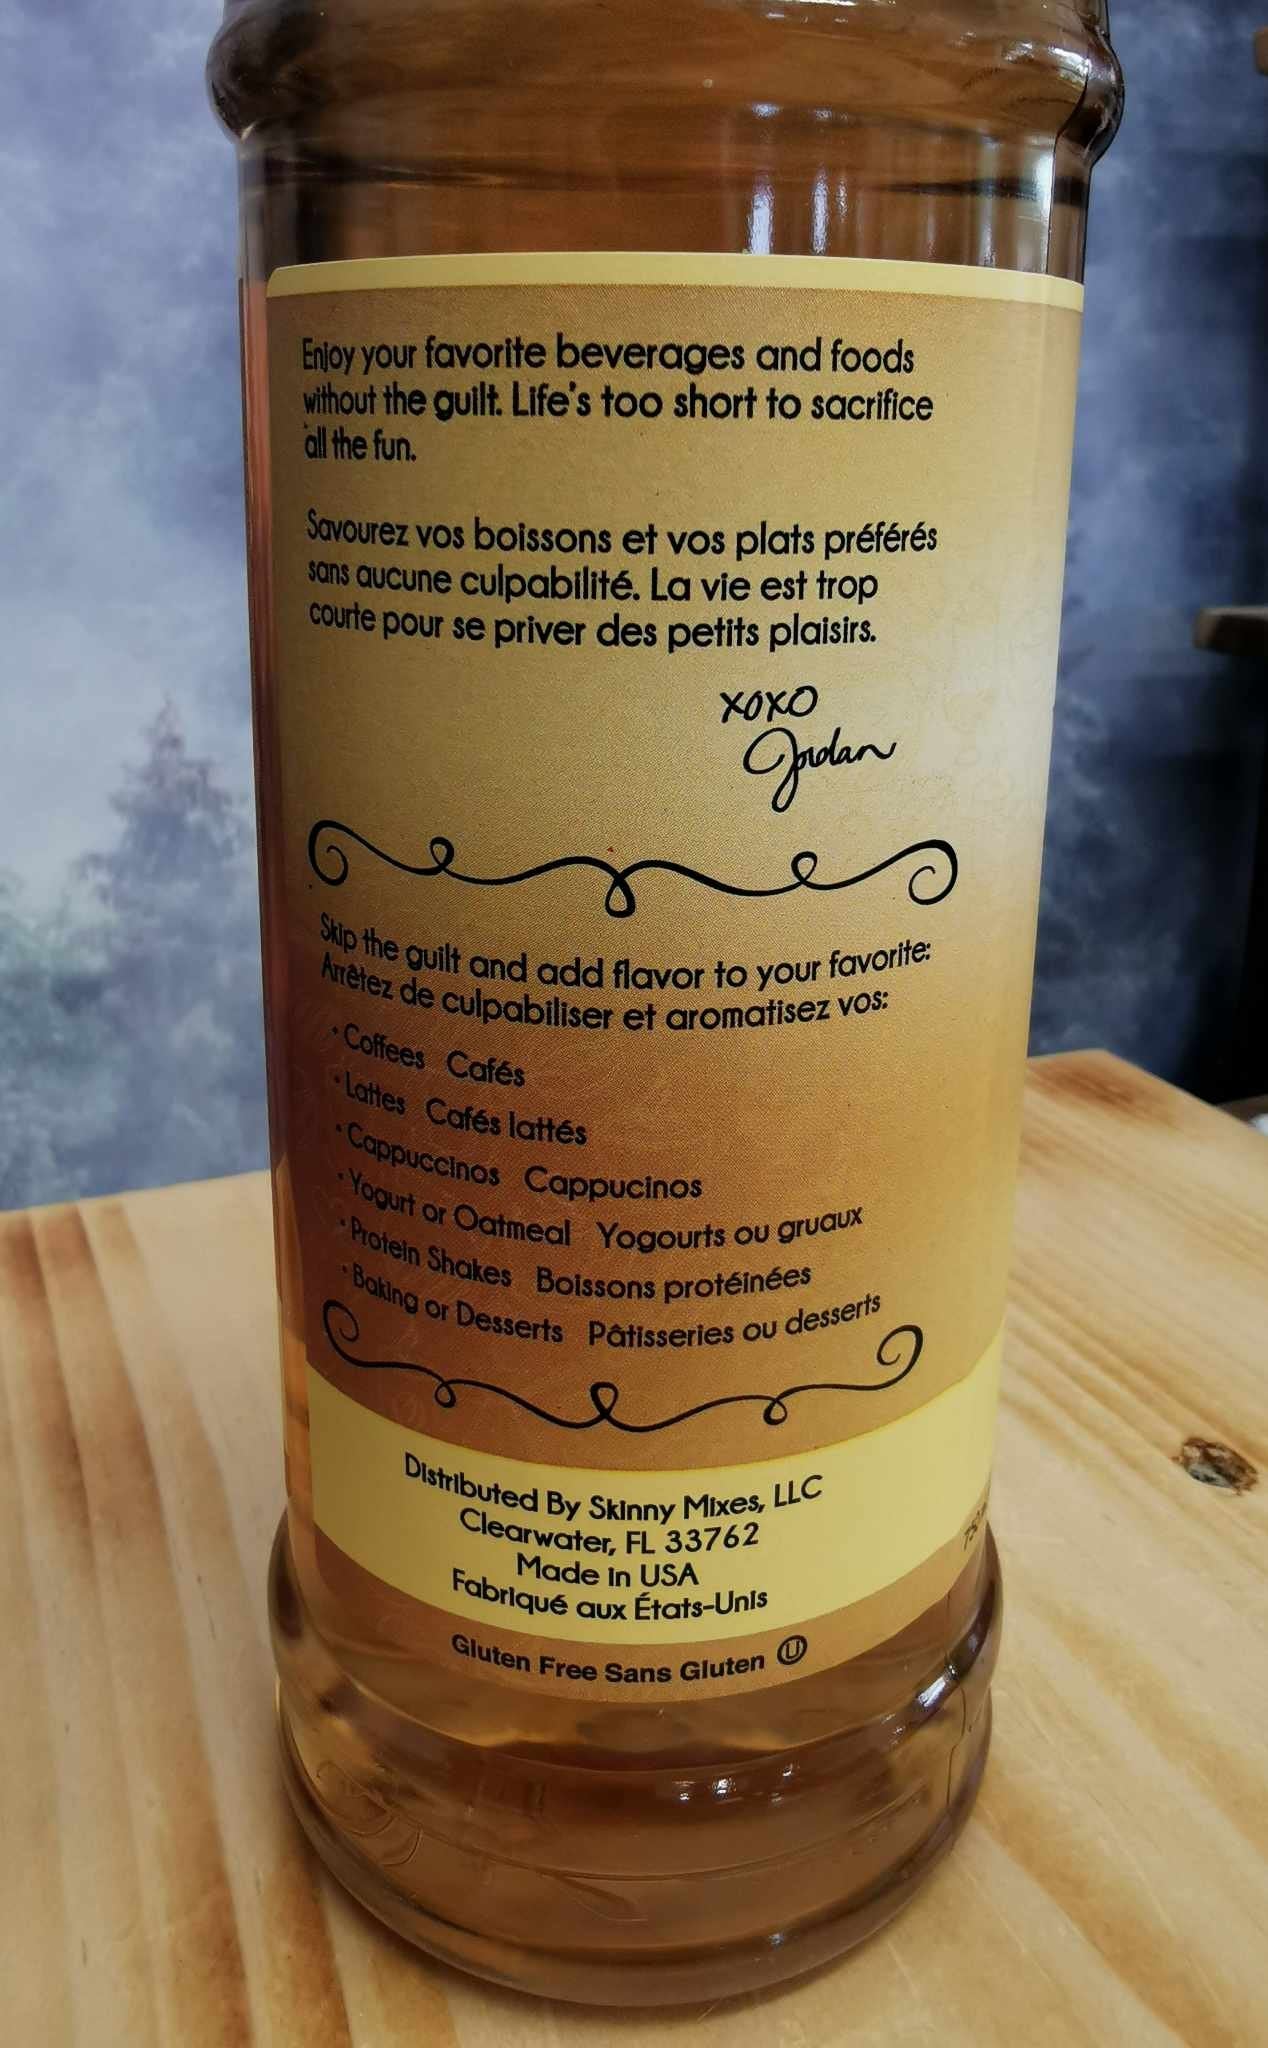 Enjoy your favorite beverages and foods
without the guilt. Life's too short to sacrifice
all the fun.
Savourez vos boissons et vos plats préférés
sans aucune culpabilité. La vie est trop
courte pour se priver des petits plaisirs.
xoxo
Jordan
Skip the guilt and add flavor to your favorite:
Arrêtez de culpabiliser et aromatisez vos:
• Coffees Cafés
• Lattes Cafés lattés
• Cappuccinos Cappucinos
• Yogurt or Oatmeal Yogourts ou gruaux
• Protein Shakes Boissons protéinées
• Baking or Desserts Pâtisseries ou desserts
Distributed By Skinny Mixes, LLC
Clearwater, FL 33762
Made in USA
Fabriqué aux États-Unis
Gluten Free Sans Gluten Ⓤ